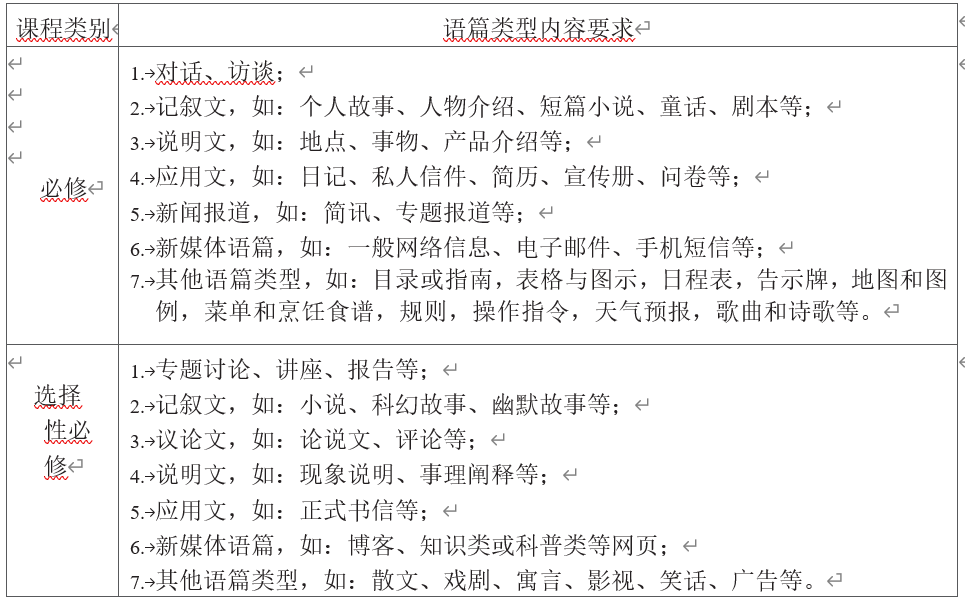 课程类别
语篇类型内容要求
必修
1.对话、访谈；
2.记叙文，如：个人故事、人物介绍、短篇小说、童话、剧本等；
3.说明文，如：地点、事物、产品介绍等；
4.应用文，如：日记、私人信件、简历、宣传册、问卷等；
5.新闻报道，如：简讯、专题报道等；
6.新媒体语篇，如：一般网络信息、电子邮件、手机短信等；
7.其他语篇类型，如：目录或指南，表格与图示，日程表，告示牌，地图和图
例，菜单和烹饪食谱，规则，操作指令，天气预报，歌曲和诗歌等。
选择
性必
修
1.专题讨论、讲座、报告等；
2.记叙文，如：小说、科幻故事、幽默故事等；
3.议论文，如：论说文、评论等；
4.说明文，如：现象说明、事理阐释等；
5.应用文，如：正式书信等；
6.新媒体语篇，如：博客、知识类或科普类等网页；
7.其他语篇类型，如：散文、戏剧、寓言、影视、笑话、广告等。